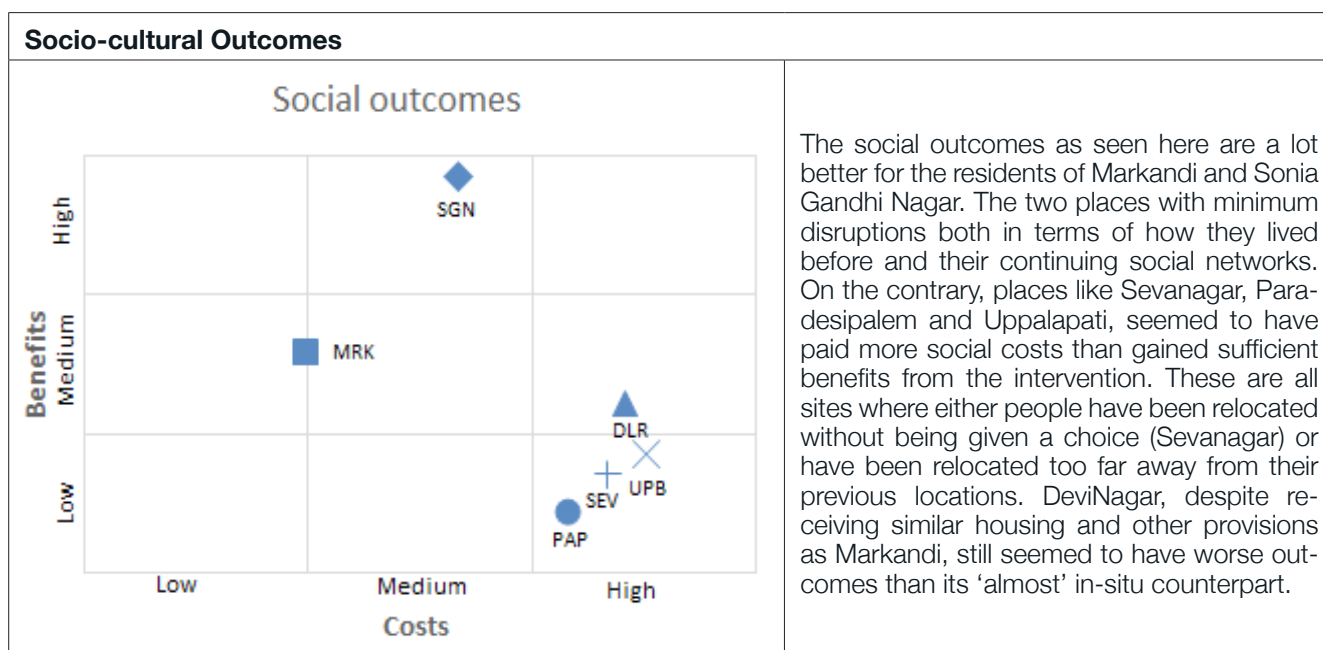 Socio-cultural Outcomes
Social outcomes
High
Medium
Low
Benefits
SGN
MRK
DLR
UPB
SEV
PAP
Low
Medium
High
Costs
The social outcomes as seen here are a lot
better for the residents of Markandi and Sonia
Gandhi Nagar. The two places with minimum
disruptions both in terms of how they lived
before and their continuing social networks.
On the contrary, places like Sevanagar, Para-
desipalem and Uppalapati, seemed to have
paid more social costs than gained sufficient
benefits from the intervention. These are all
sites where either people have been relocated
without being given a choice (Sevanagar) or
have been relocated too far away from their
previous locations. DeviNagar, despite re-
ceiving similar housing and other provisions
as Markandi, still seemed to have worse out-
comes than its ‘almost’ in-situ counterpart.